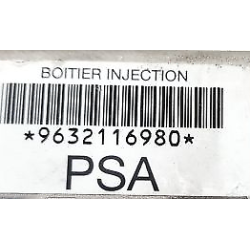 BOITIER INJECTION
*9632116980*
PSA